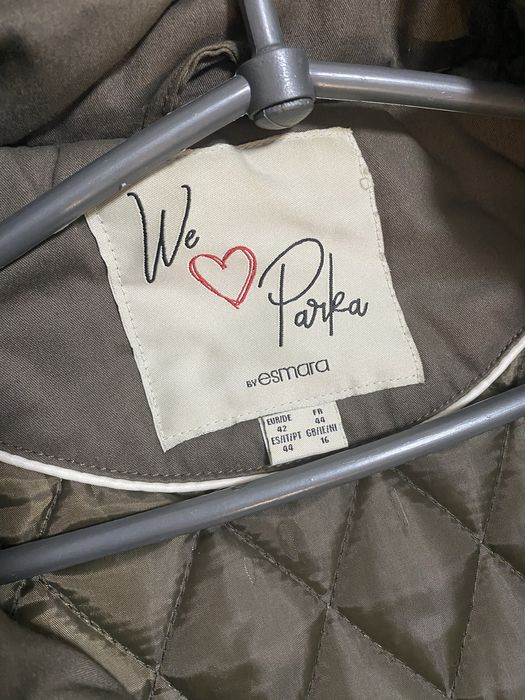 We
Parka
BY esmara
EUR/DE FR
42 44
ES/IT/PT GB/IE/NI
44 16